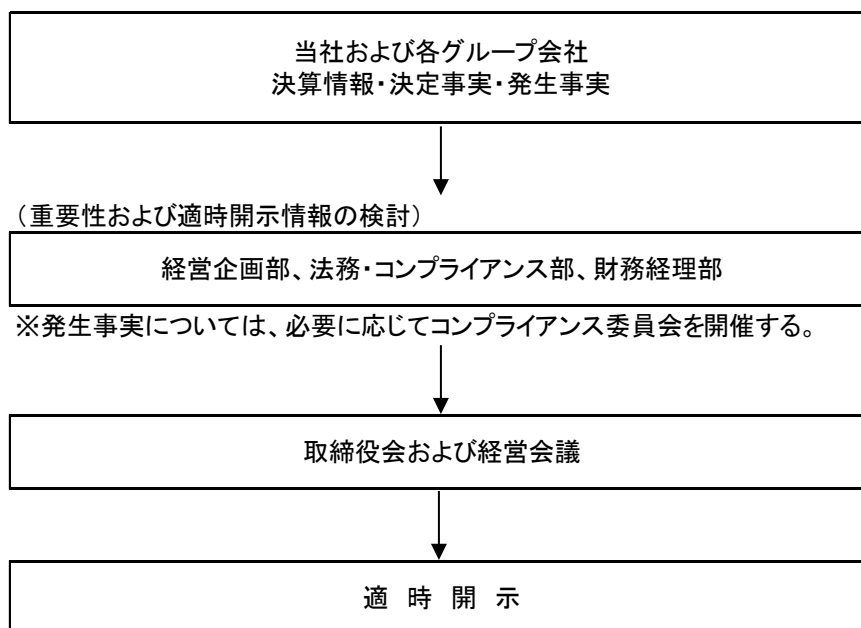 当社および各グループ会社
決算情報・決定事実・発生事実
（重要性および適時開示情報の検討）
経営企画部、法務・コンプライアンス部、財務経理部
※発生事実については、必要に応じてコンプライアンス委員会を開催する。
取締役会および経営会議
適　時　開　示